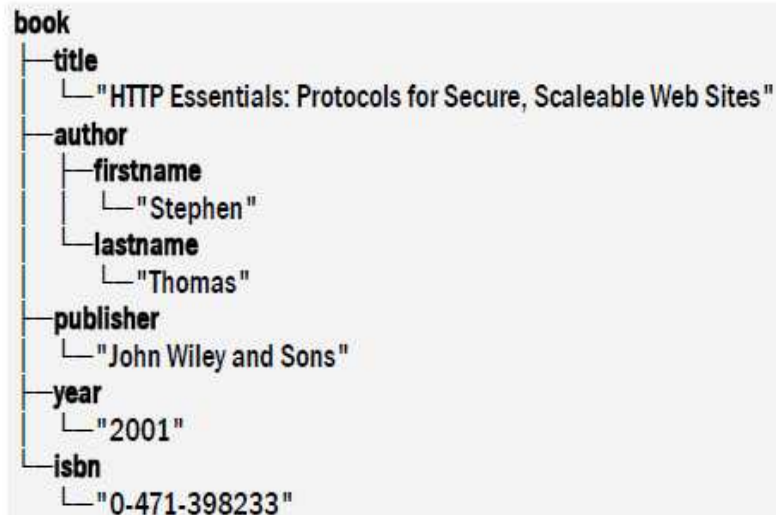 book
title
"HTTP Essentials: Protocols for Secure, Scaleable Web Sites"
author
firstname
"Stephen"
lastname
"Thomas"
publisher
"John Wiley and Sons"
year
"2001"
isbn
"0-471-398233"